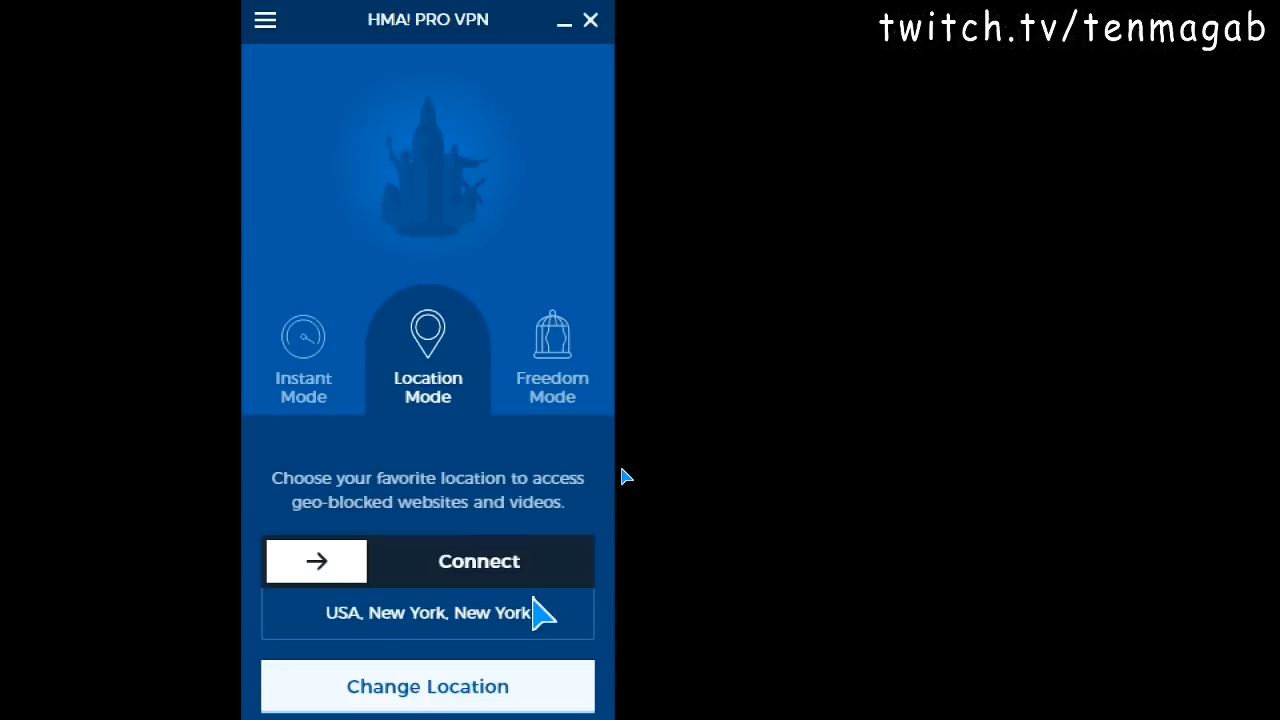 HMA! PRO VPN
twitch.tv/tenmagab
Instant
Mode
Location
Mode
Freedom
Mode
Choose your favorite location to access
geo-blocked websites and videos.
Connect
USA, New York, New York
Change Location